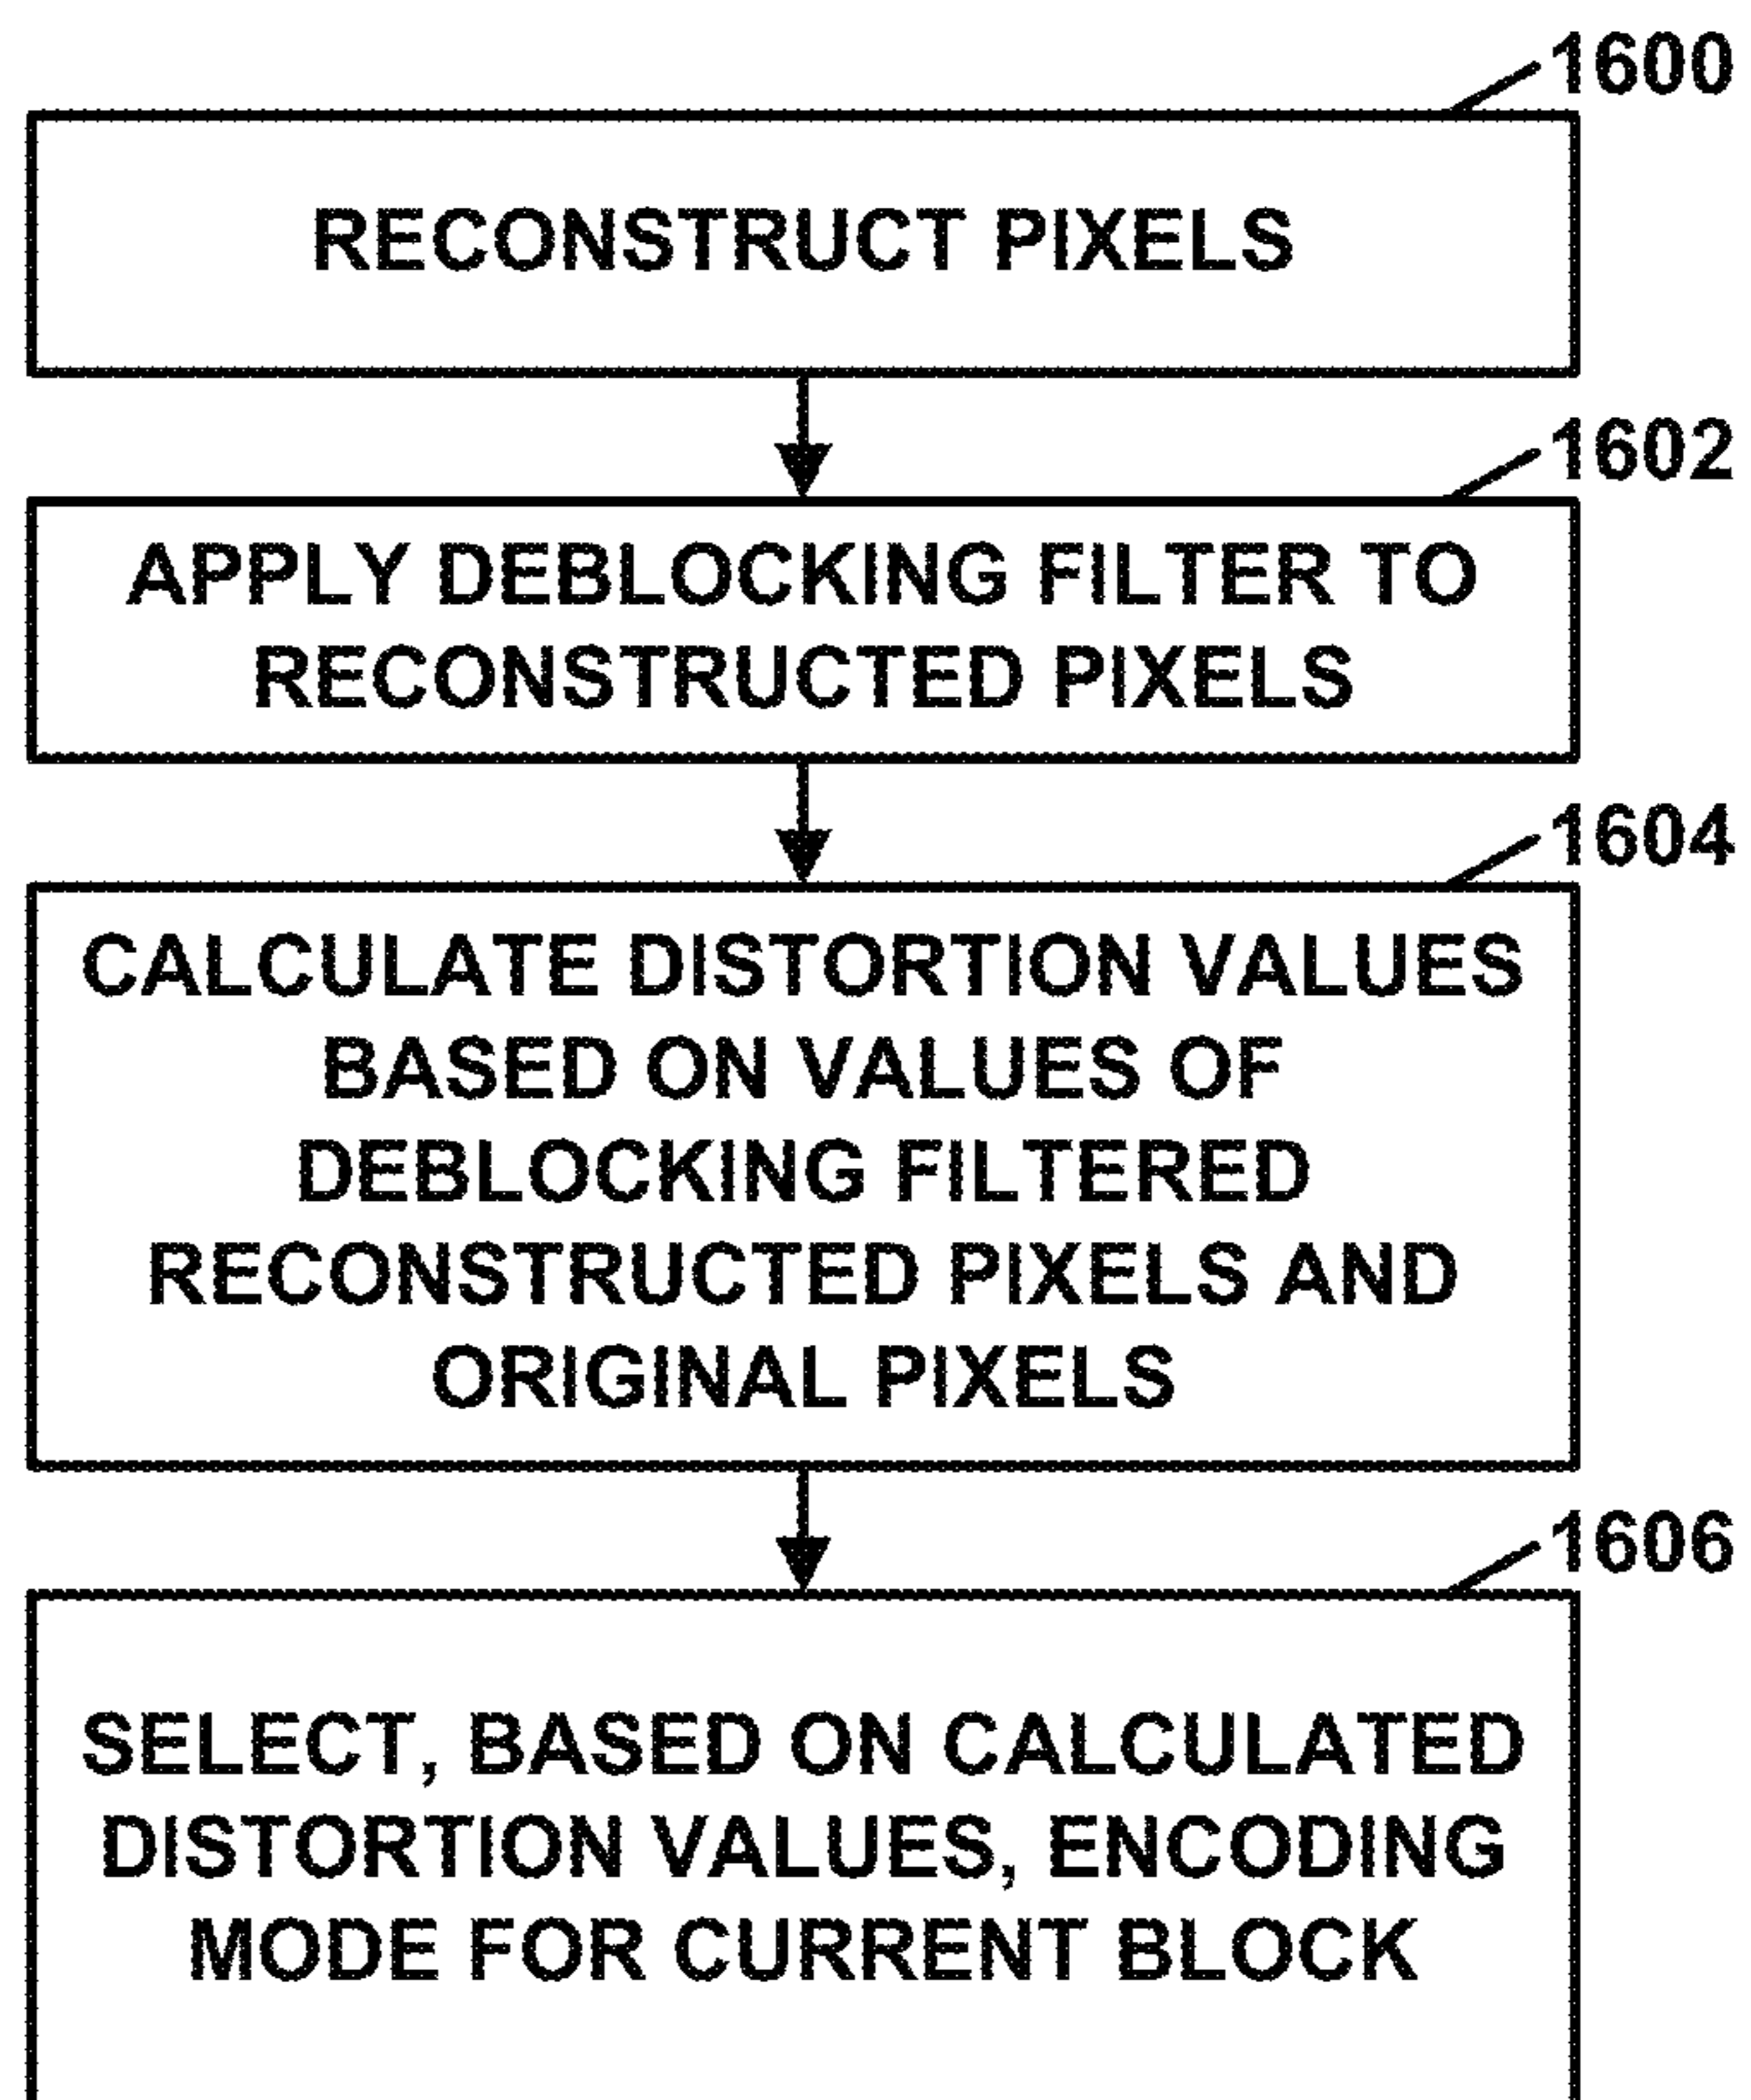 1600
RECONSTRUCT PIXELS
1602
APPLY DEBLOCKING FILTER TO
RECONSTRUCTED PIXELS
1604
CALCULATE DISTORTION VALUES
BASED ON VALUES OF
DEBLOCKING FILTERED
RECONSTRUCTED PIXELS AND
ORIGINAL PIXELS
1606
SELECT, BASED ON CALCULATED
DISTORTION VALUES, ENCODING
MODE FOR CURRENT BLOCK